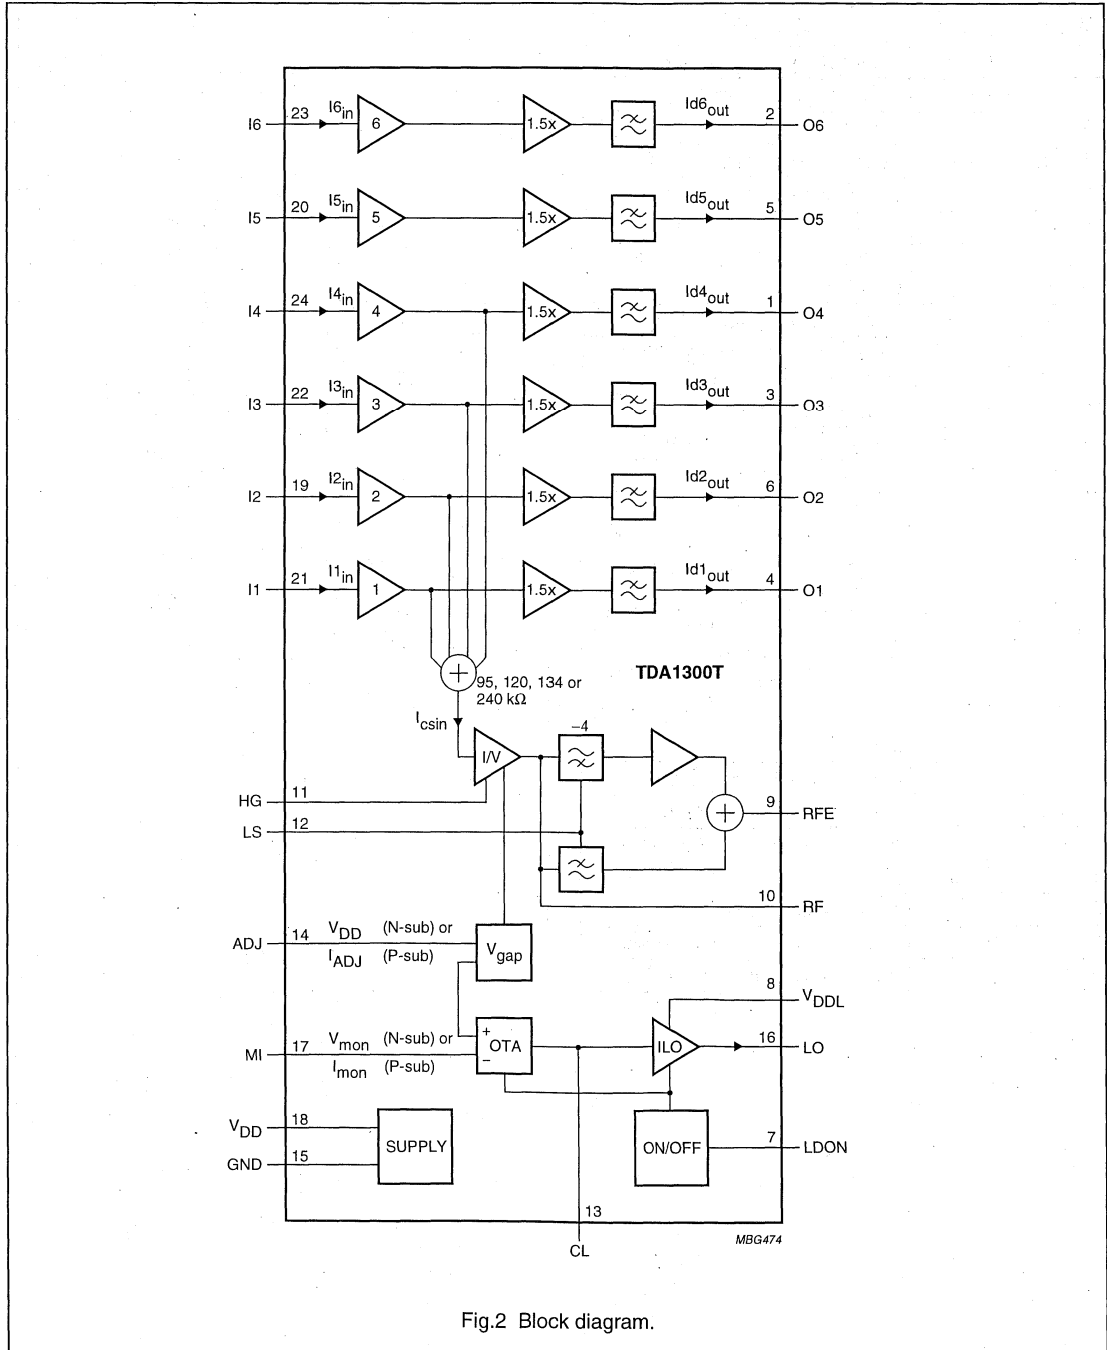 I6 23 I6in 6 1.5x Id6out 2 O6
I5 20 I5in 5 1.5x Id5out 5 O5
I4 24 I4in 4 1.5x Id4out 1 O4
I3 22 I3in 3 1.5x Id3out 3 O3
I2 19 I2in 2 1.5x Id2out 6 O2
I1 21 I1in 1 1.5x Id1out 4 O1
TDA1300T
95, 120, 134 or
240 kΩ
Icsin
I/V
−4
HG 11
LS 12
9 RFE
10 RF
ADJ 14 VDD (N-sub) or
IADJ (P-sub)
Vgap
8 VDDL
MI 17 Vmon (N-sub) or
Imon (P-sub)
+
OTA
−
ILO
16 LO
VDD 18
GND 15
SUPPLY
ON/OFF
7 LDON
13
CL
MBG474
Fig.2 Block diagram.